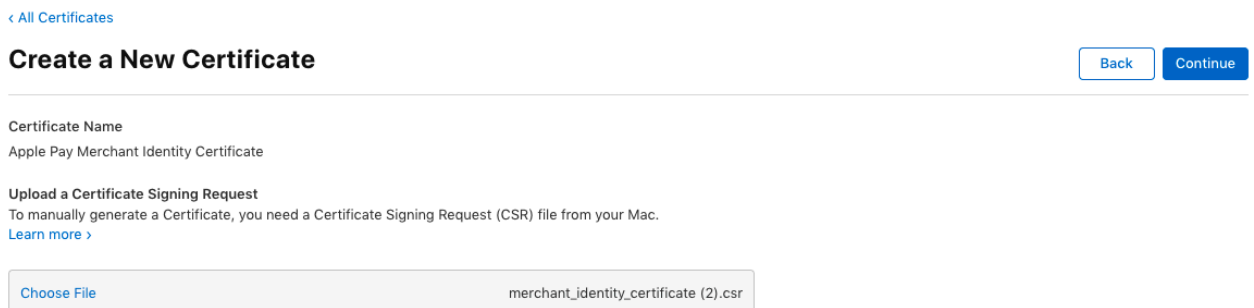 ‹ All Certificates
Create a New Certificate
Back
Continue
Certificate Name
Apple Pay Merchant Identity Certificate
Upload a Certificate Signing Request
To manually generate a Certificate, you need a Certificate Signing Request (CSR) file from your Mac.
Learn more ›
Choose File
merchant_identity_certificate (2).csr